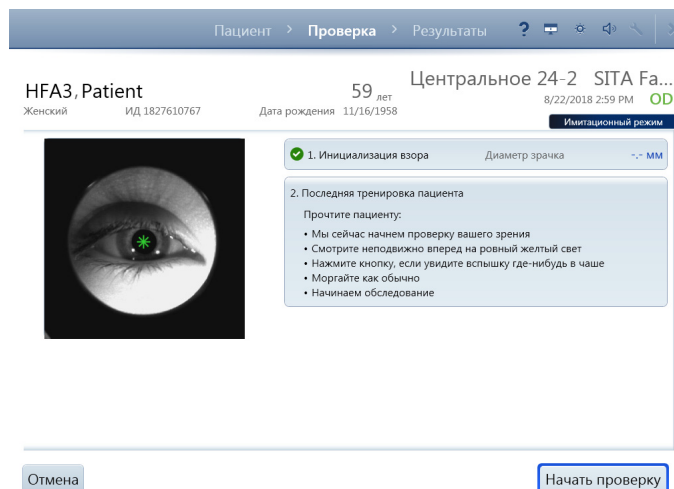 Пациент > Проверка > Результаты ?
HFA3, Patient 59 лет Центральное 24-2 SITA Fa...
Женский ИД 1827610767 Дата рождения 11/16/1958 8/22/2018 2:59 PM OD
Имитационный режим
1. Инициализация взора Диаметр зрачка -.- мм
2. Последняя тренировка пациента
Прочтите пациенту:
• Мы сейчас начнем проверку вашего зрения
• Смотрите неподвижно вперед на ровный желтый свет
• Нажмите кнопку, если увидите вспышку где-нибудь в чаше
• Моргайте как обычно
• Начинаем обследование
Отмена Начать проверку